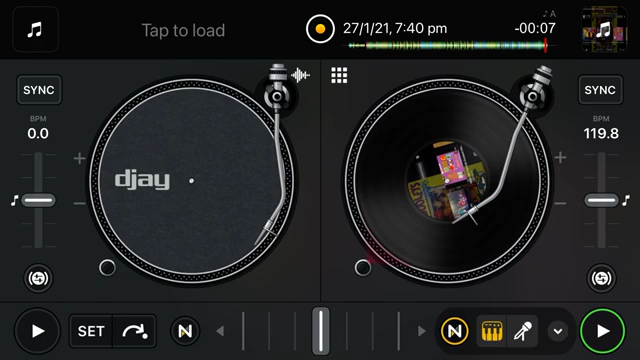 Tap to load
27/1/21, 7:40 pm
♪ A
-00:07
SYNC
BPM
0.0
djay
SYNC
BPM
119.8
SET
N
N